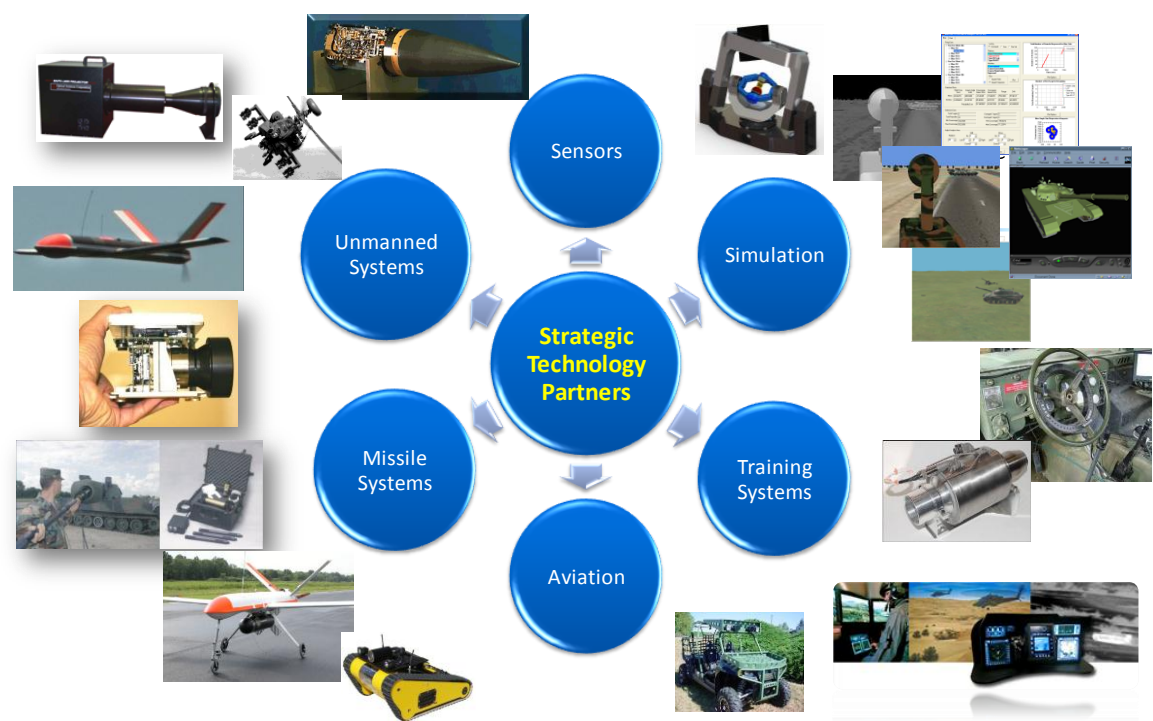 Sensors
Unmanned
Systems
Simulation
Strategic
Technology
Partners
Missile
Systems
Training
Systems
Aviation